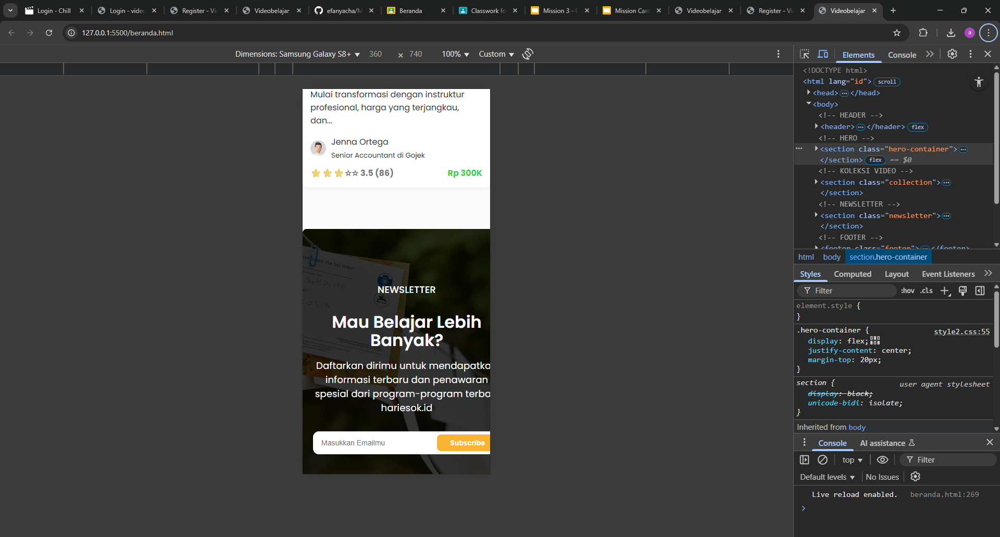 Login - Chill
Login - videc
Register - Vi
Videobelajar
efanyacha/M
Beranda
Classwork fo
Mission 3 - C
Mission Card
Videobelajar
Register - Vi
Videobelajar
127.0.0.1:5500/beranda.html
a
Dimensions: Samsung Galaxy S8+ 360 × 740 100% Custom
Elements Console
Mulai transformasi dengan instruktur
profesional, harga yang terjangkau,
dan...
Jenna Ortega
Senior Accountant di Gojek
3.5 (86) Rp 300K
NEWSLETTER
Mau Belajar Lebih
Banyak?
Daftarkan dirimu untuk mendapatka
informasi terbaru dan penawaran
spesial dari program-program terba
hariesok.id
Masukkan Emailmu Subscribe
<!DOCTYPE html>
<html lang="id"> scroll
<head> ••• </head>
<body>
<!-- HEADER -->
<header> ••• </header> flex
<!-- HERO -->
<section class="hero-container"> •••
</section> flex == $0
<!-- KOLEKSI VIDEO -->
<section class="collection"> •••
</section>
<!-- NEWSLETTER -->
<section class="newsletter"> •••
</section>
<!-- FOOTER -->
<footer class="footer"> ••• </footer>
html body section.hero-container
Styles Computed Layout Event Listeners
Filter :hov .cls
element.style {
}
.hero-container { style2.css:55
display: flex;
justify-content: center;
margin-top: 20px;
}
section { user agent stylesheet
display: block;
unicode-bidi: isolate;
}
Inherited from body
Console AI assistance
top Filter
Default levels No Issues
Live reload enabled. beranda.html:269